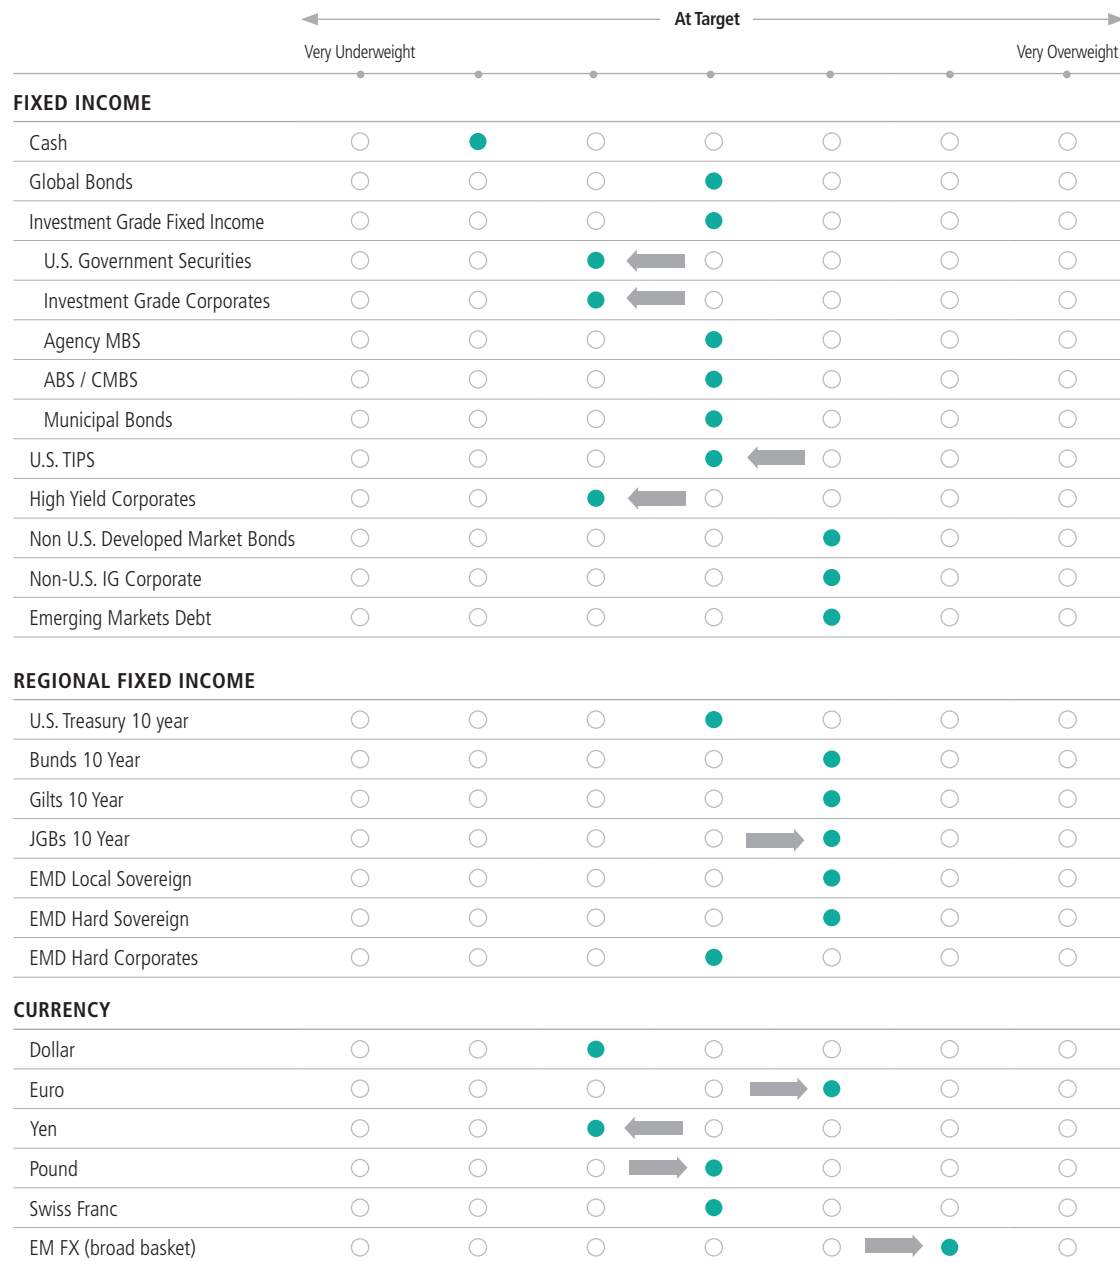 At Target
Very Underweight Very Overweight
FIXED INCOME
Cash
Global Bonds
Investment Grade Fixed Income
U.S. Government Securities
Investment Grade Corporates
Agency MBS
ABS / CMBS
Municipal Bonds
U.S. TIPS
High Yield Corporates
Non U.S. Developed Market Bonds
Non-U.S. IG Corporate
Emerging Markets Debt
REGIONAL FIXED INCOME
U.S. Treasury 10 year
Bunds 10 Year
Gilts 10 Year
JGBs 10 Year
EMD Local Sovereign
EMD Hard Sovereign
EMD Hard Corporates
CURRENCY
Dollar
Euro
Yen
Pound
Swiss Franc
EM FX (broad basket)